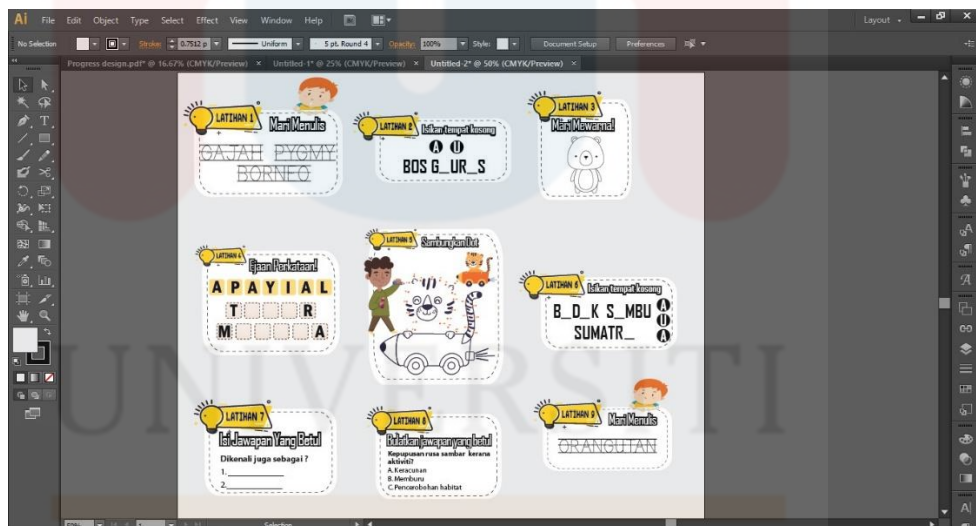 Ai File Edit Object Type Select Effect View Window Help
Layout
No Selection Stroke: 0.7512 p Uniform 5 pt. Round 4 Opacity: 100% Style: Document Setup Preferences
Progress design.pdf* @ 16.67% (CMYK/Preview) × Untitled-1* @ 25% (CMYK/Preview) × Untitled-2* @ 50% (CMYK/Preview) ×
LATIHAN 1
Mari Menulis
GAJAH PYGMY
BORNEO
LATIHAN 2
Isikan tempat kosong
A U
BOS G_UR_S
LATIHAN 3
Mari Mewarna!
LATIHAN 4
Ejaan Perkataan!
A P A Y I A L
T R
M A
LATIHAN 5
Sambungkan Dot
LATIHAN 6
Isikan tempat kosong
B_D_K S_MBU
SUMATR_
A
U
A
LATIHAN 7
Isi Jawapan Yang Betul
Dikenali juga sebagai ?
1.
2.
LATIHAN 8
Bulatkan jawapan yang betul
Kepupusan rusa sambar kerana
aktiviti?
A. Keracunan
B. Memburu
C. Pencerobohan habitat
LATIHAN 9
Mari Menulis
ORANGUTAN
UNIVERSITI
50% 1 Selection